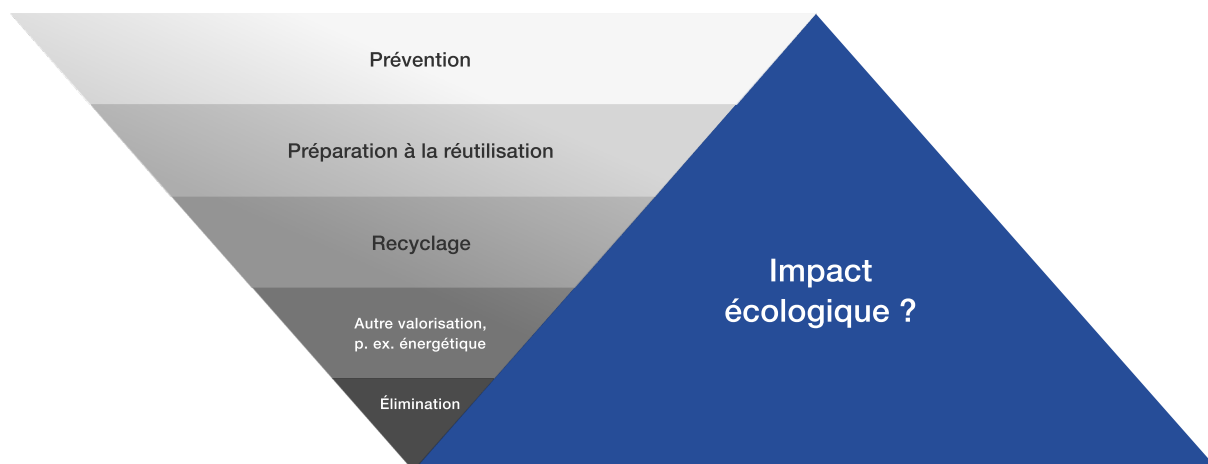 Prévention
Préparation à la réutilisation
Recyclage
Autre valorisation,
p. ex. énergétique
Élimination
Impact
écologique ?